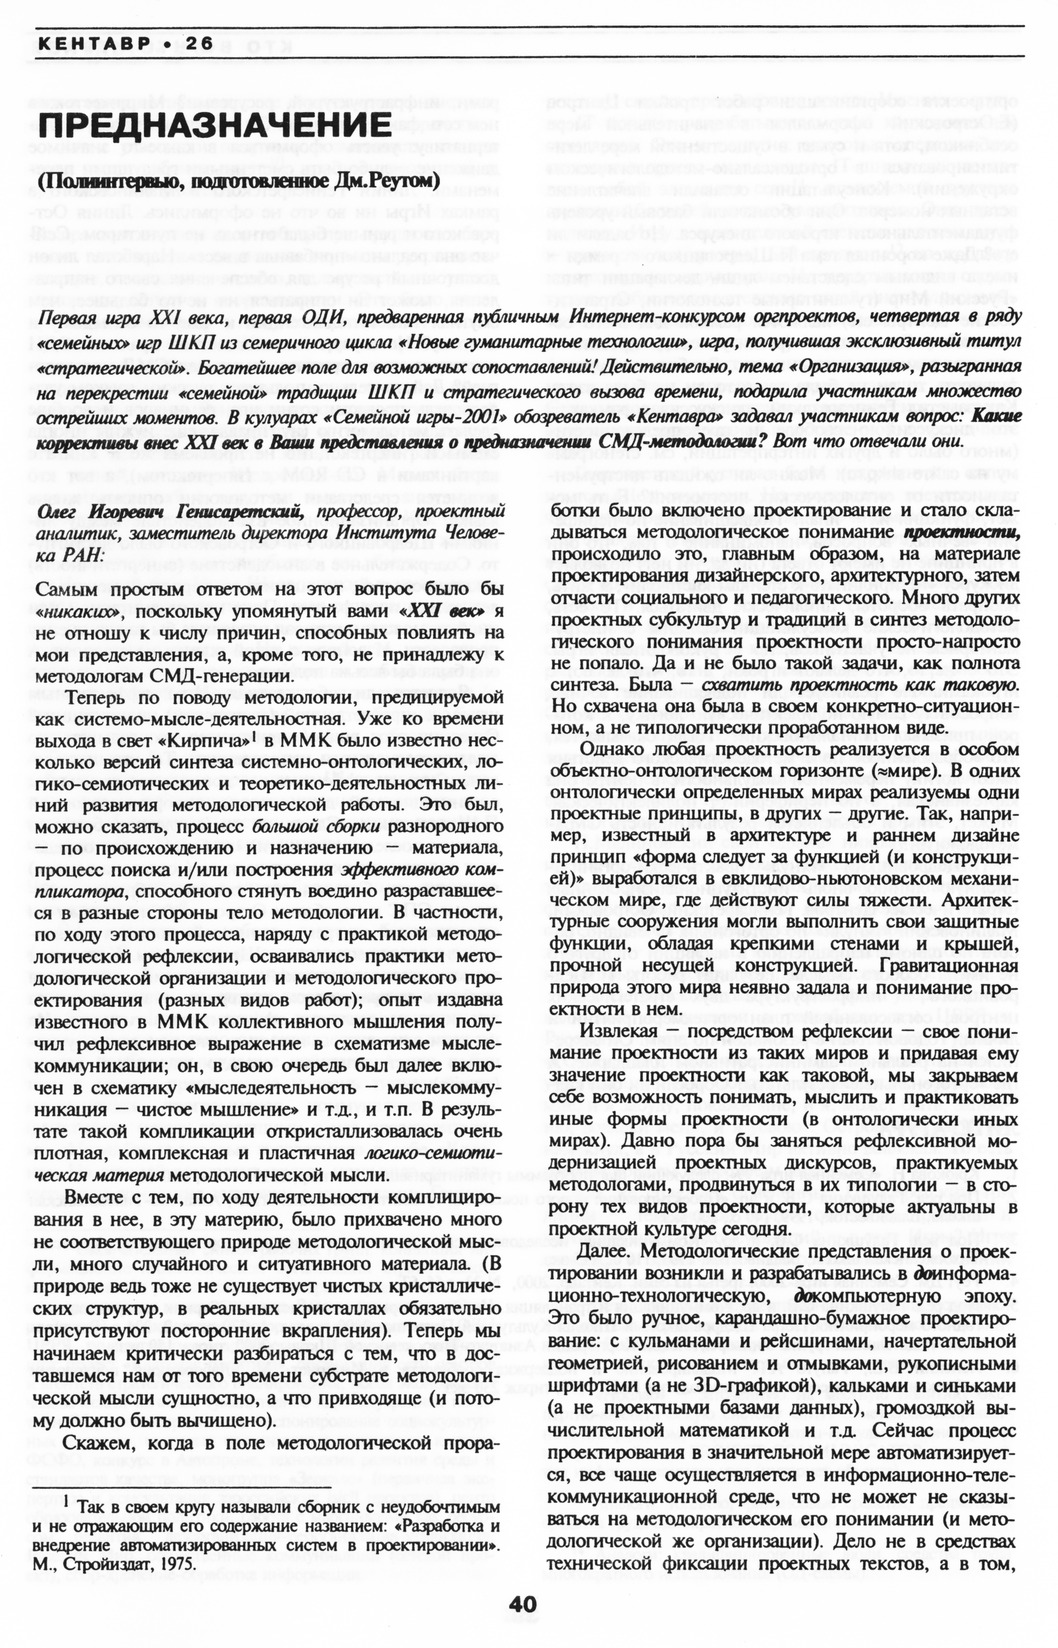 КЕНТАВР • 26
ПРЕДНАЗНАЧЕНИЕ
(Полиинтервью, подготовленное Дм.Реутом)
Первая игра XXI века, первая ОДИ, предваренная публичным Интернет-конкурсом оргпроектов, четвертая в ряду
«семейных» игр ШКП из семеричного цикла «Новые гуманитарные технологии», игра, получившая эксклюзивный титул
«стратегической». Богатейшее поле для возможных сопоставлений! Действительно, тема «Организация», разыгранная
на перекрестии «семейной» традиции ШКП и стратегического вызова времени, подарила участникам множество
острейших моментов. В кулуарах «Семейной игры-2001» обозреватель «Кентавра» задавал участникам вопрос: Какие
коррективы внес XXI век в Ваши представления о предназначении СМД-методологии? Вот что отвечали они.
Олег Игоревич Генисаретский, профессор, проектный
аналитик, заместитель директора Института Челове-
ка РАН:
Самым простым ответом на этот вопрос было бы
«никаких», поскольку упомянутый вами «XXI век» я
не отношу к числу причин, способных повлиять на
мои представления, а, кроме того, не принадлежу к
методологам СМД-генерации.
Теперь по поводу методологии, предицируемой
как системо-мысле-деятельностная. Уже ко времени
выхода в свет «Кирпича»¹ в ММК было известно нес-
колько версий синтеза системно-онтологических, ло-
гико-семиотических и теоретико-деятельностных ли-
ний развития методологической работы. Это был,
можно сказать, процесс большой сборки разнородного
— по происхождению и назначению — материала,
процесс поиска и/или построения эффективного ком-
пликатора, способного стянуть воедино разраставшее-
ся в разные стороны тело методологии. В частности,
по ходу этого процесса, наряду с практикой методо-
логической рефлексии, осваивались практики мето-
дологической организации и методологического про-
ектирования (разных видов работ); опыт издавна
известного в ММК коллективного мышления полу-
чил рефлексивное выражение в схематизме мысле-
коммуникации; он, в свою очередь был далее вклю-
чен в схематику «мыследеятельность — мыслекомму-
никация — чистое мышление» и т.д., и т.п. В резуль-
тате такой компликации откристаллизовалась очень
плотная, комплексная и пластичная логико-семиоти-
ческая материя методологической мысли.
Вместе с тем, по ходу деятельности комплициро-
вания в нее, в эту материю, было прихвачено много
не соответствующего природе методологической мыс-
ли, много случайного и ситуативного материала. (В
природе ведь тоже не существует чистых кристалличе-
ских структур, в реальных кристаллах обязательно
присутствуют посторонние вкрапления). Теперь мы
начинаем критически разбираться с тем, что в дос-
тавшемся нам от того времени субстрате методологи-
ческой мысли сущностно, а что привходяще (и пото-
му должно быть вычищено).
Скажем, когда в поле методологической прора-
¹ Так в своем кругу называли сборник с неудобочтимым
и не отражающим его содержание названием: «Разработка и
внедрение автоматизированных систем в проектировании».
М., Стройиздат, 1975.
ботки было включено проектирование и стало скла-
дываться методологическое понимание проектности,
происходило это, главным образом, на материале
проектирования дизайнерского, архитектурного, затем
отчасти социального и педагогического. Много других
проектных субкультур и традиций в синтез методоло-
гического понимания проектности просто-напросто
не попало. Да и не было такой задачи, как полнота
синтеза. Была — схватить проектность как таковую.
Но схвачена она была в своем конкретно-ситуацион-
ном, а не типологически проработанном виде.
Однако любая проектность реализуется в особом
объектно-онтологическом горизонте (≈мире). В одних
онтологически определенных мирах реализуемы одни
проектные принципы, в других — другие. Так, напри-
мер, известный в архитектуре и раннем дизайне
принцип «форма следует за функцией (и конструкци-
ей)» выработался в евклидово-ньютоновском механи-
ческом мире, где действуют силы тяжести. Архитек-
турные сооружения могли выполнить свои защитные
функции, обладая крепкими стенами и крышей,
прочной несущей конструкцией. Гравитационная
природа этого мира неявно задала и понимание про-
ектности в нем.
Извлекая — посредством рефлексии — свое пони-
мание проектности из таких миров и придавая ему
значение проектности как таковой, мы закрываем
себе возможность понимать, мыслить и практиковать
иные формы проектности (в онтологически иных
мирах). Давно пора бы заняться рефлексивной мо-
дернизацией проектных дискурсов, практикуемых
методологами, продвинуться в их типологии — в сто-
рону тех видов проектности, которые актуальны в
проектной культуре сегодня.
Далее. Методологические представления о проек-
тировании возникли и разрабатывались в доинформа-
ционно-технологическую, докомпьютерную эпоху.
Это было ручное, карандашно-бумажное проектиро-
вание: с кульманами и рейсшинами, начертательной
геометрией, рисованием и отмывками, рукописными
шрифтами (а не 3D-графикой), кальками и синьками
(а не проектными базами данных), громоздкой вы-
числительной математикой и т.д. Сейчас процесс
проектирования в значительной мере автоматизирует-
ся, все чаще осуществляется в информационно-теле-
коммуникационной среде, что не может не сказы-
ваться на методологическом его понимании (и мето-
дологической же организации). Дело не в средствах
технической фиксации проектных текстов, а в том,
40